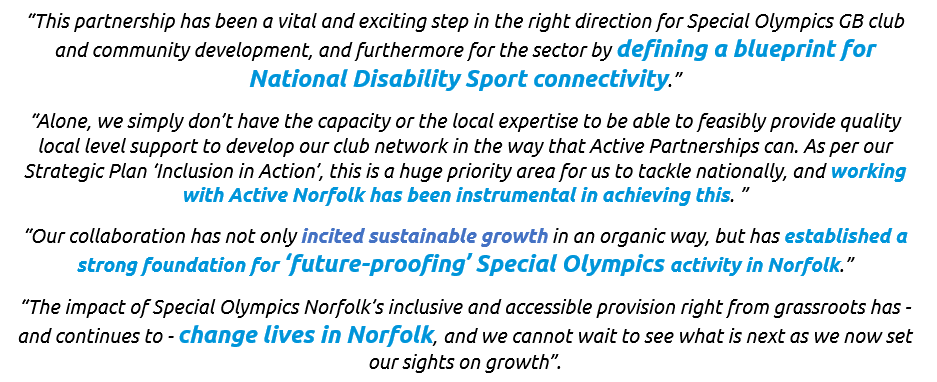 “This partnership has been a vital and exciting step in the right direction for Special Olympics GB club
and community development, and furthermore for the sector by defining a blueprint for
National Disability Sport connectivity.”
“Alone, we simply don’t have the capacity or the local expertise to be able to feasibly provide quality
local level support to develop our club network in the way that Active Partnerships can. As per our
Strategic Plan ‘Inclusion in Action’, this is a huge priority area for us to tackle nationally, and working
with Active Norfolk has been instrumental in achieving this. ”
“Our collaboration has not only incited sustainable growth in an organic way, but has established a
strong foundation for ‘future-proofing’ Special Olympics activity in Norfolk.”
“The impact of Special Olympics Norfolk’s inclusive and accessible provision right from grassroots has -
and continues to - change lives in Norfolk, and we cannot wait to see what is next as we now set
our sights on growth”.